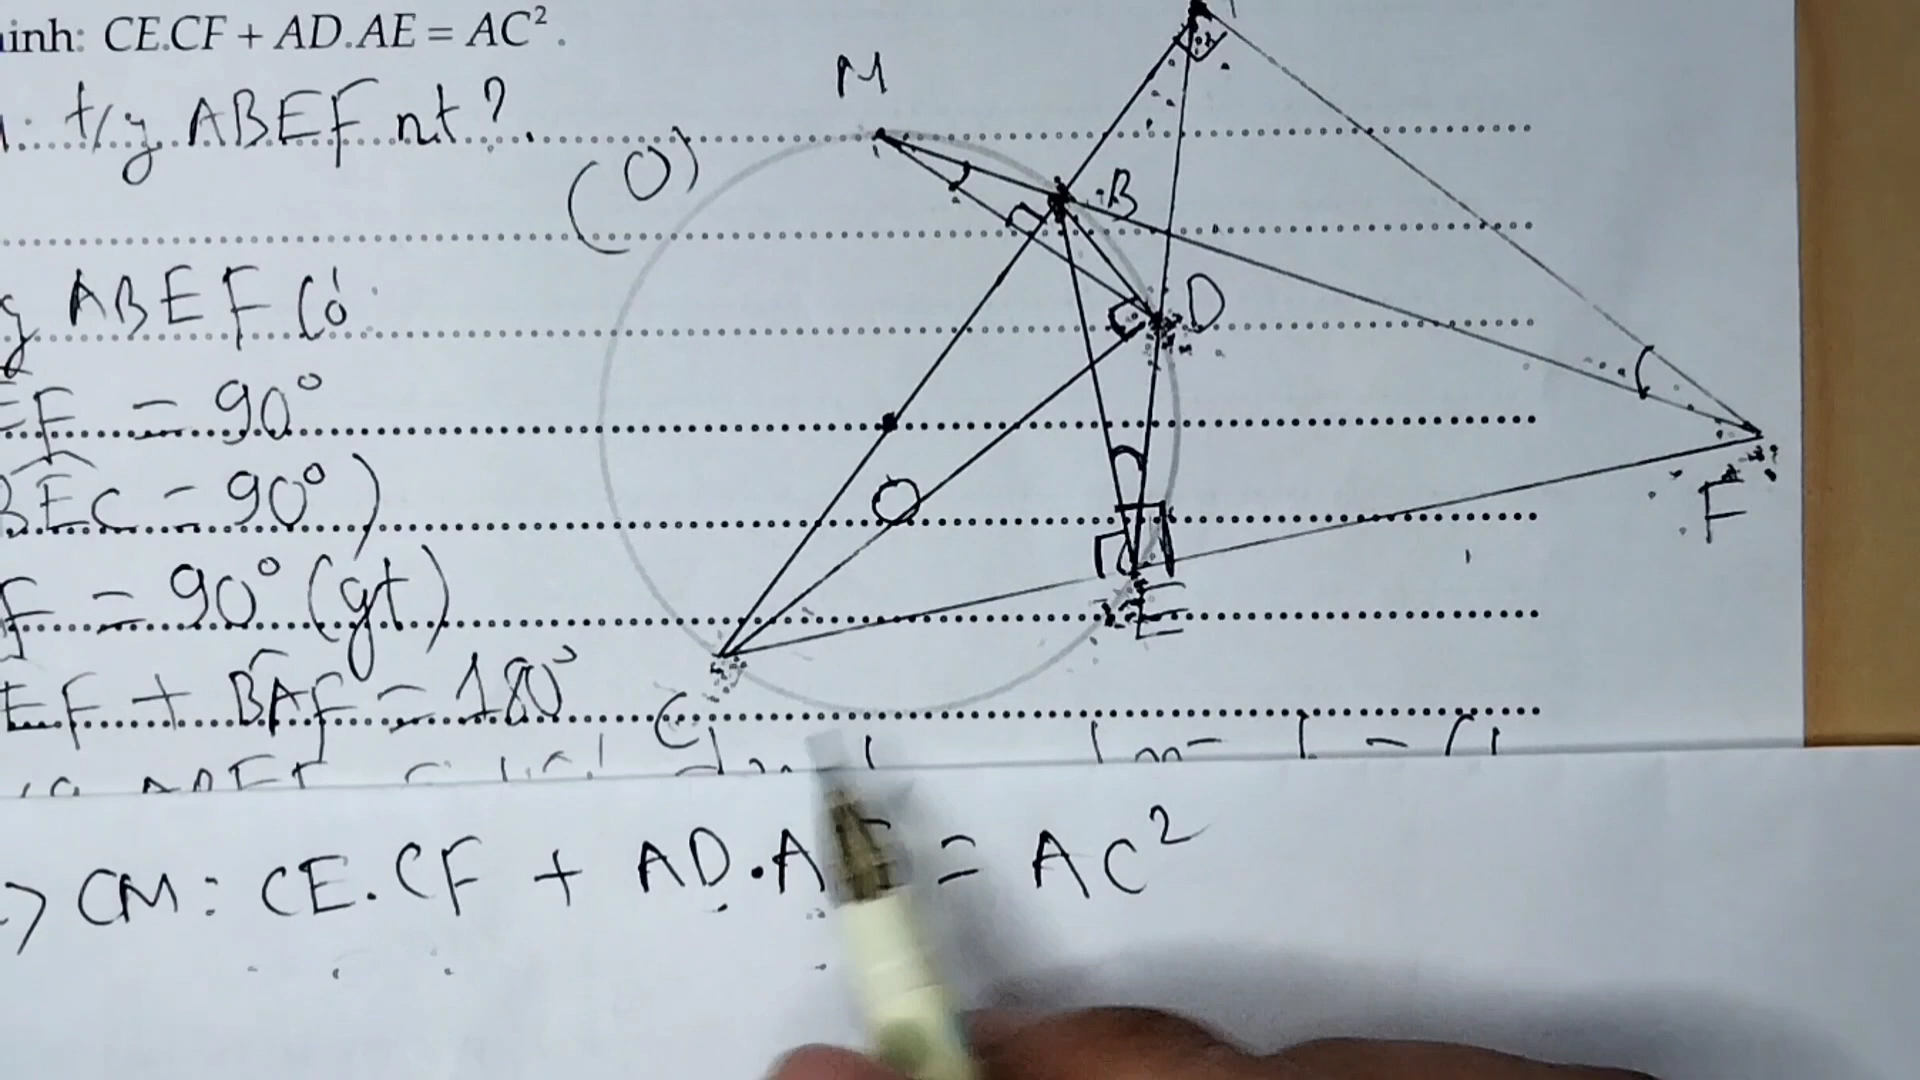 inh: CE.CF + AD.AE = AC².
t/g ABEF nt?
M
(O)
B
g ABEF có
D
EF = 90°
BEC = 90°)
O
F
F = 90° (gt)
E
EF + BAF = 180°
C
=> CM: CE.CF + AD.A = AC²